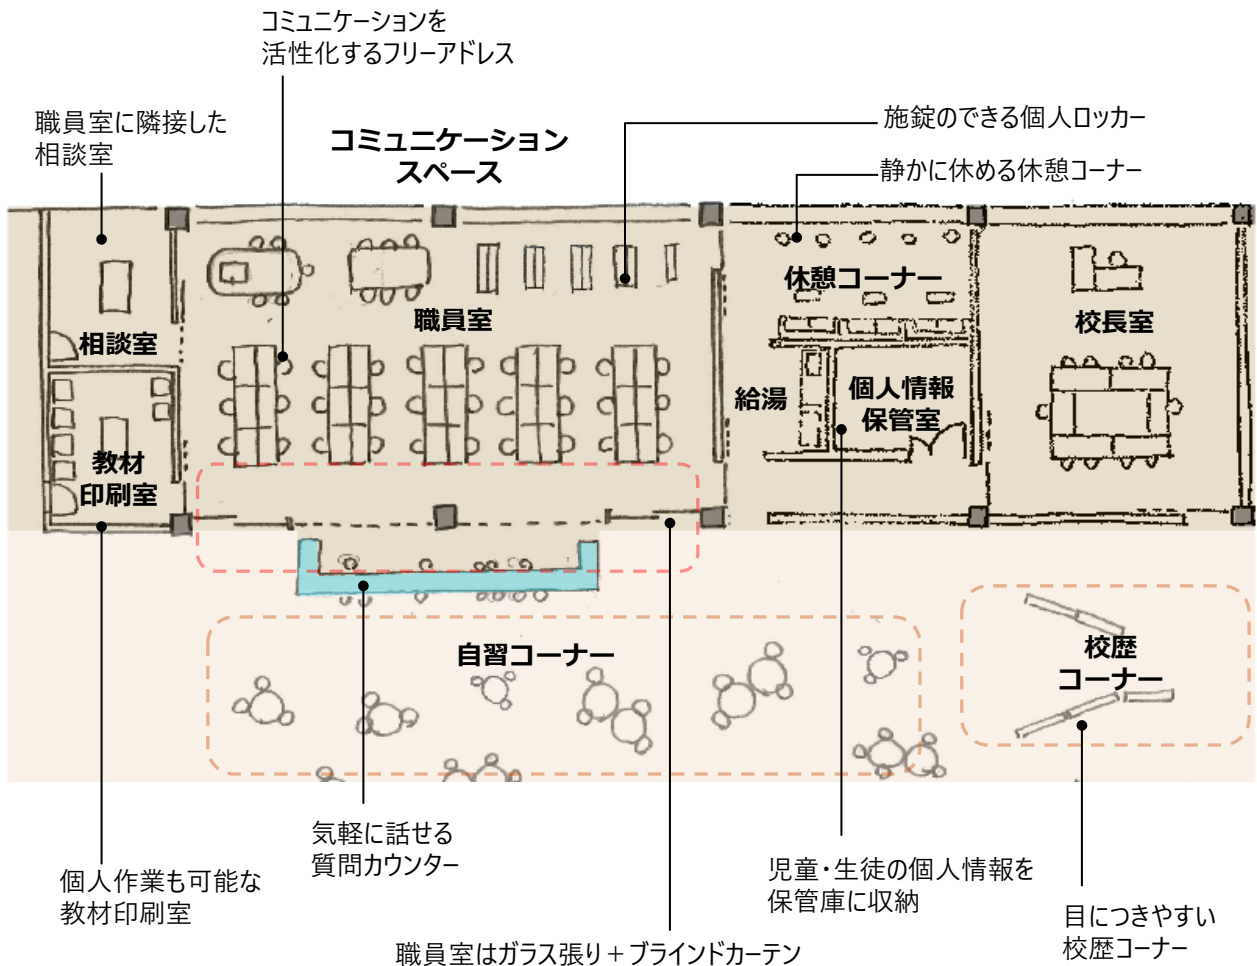 コミュニケーションを
活性化するフリーアドレス
職員室に隣接した
相談室
コミュニケーション
スペース
施錠のできる個人ロッカー
静かに休める休憩コーナー
休憩コーナー
職員室
校長室
相談室
給湯
個人情報
保管室
教材
印刷室
自習コーナー
校歴
コーナー
気軽に話せる
質問カウンター
個人作業も可能な
教材印刷室
児童・生徒の個人情報を
保管庫に収納
目につきやすい
校歴コーナー
職員室はガラス張り＋ブラインドカーテン